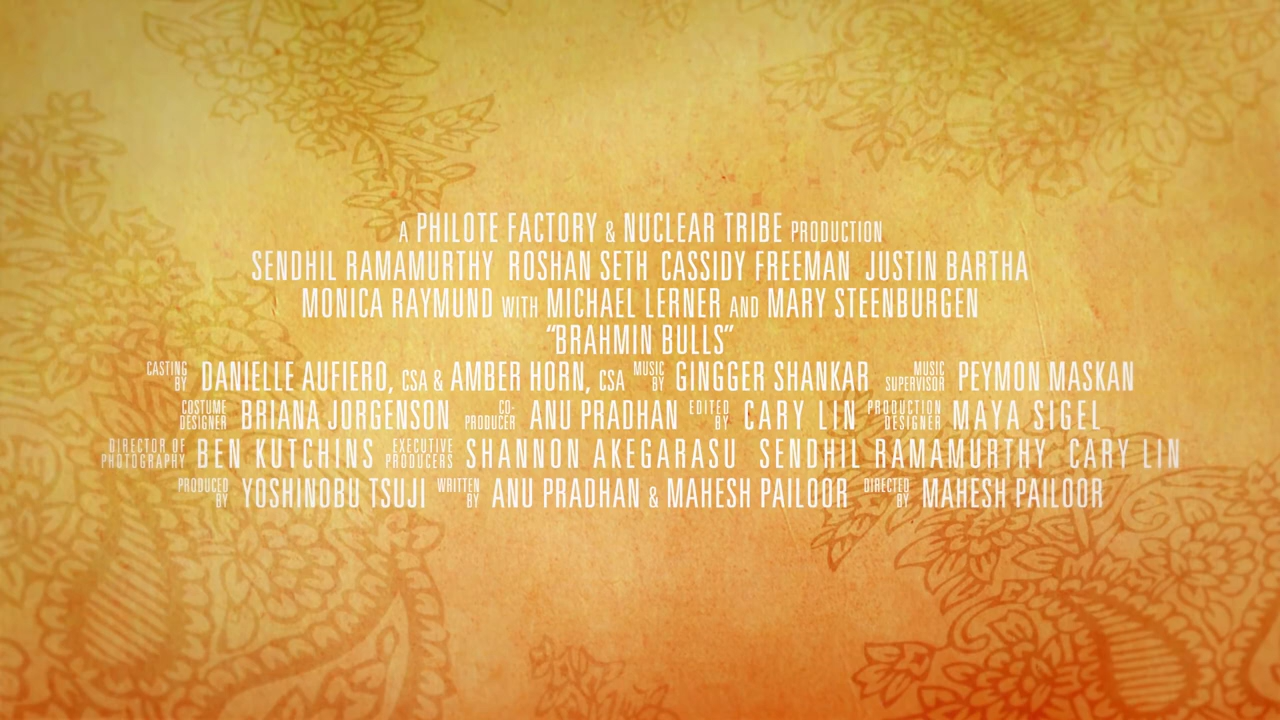 A PHILOTE FACTORY & NUCLEAR TRIBE PRODUCTION
SENDHIL RAMAMURTHY ROSHAN SETH CASSIDY FREEMAN JUSTIN BARTHA
MONICA RAYMUND WITH MICHAEL LERNER AND MARY STEENBURGEN
“BRAHMIN BULLS”
CASTING BY DANIELLE AUFIERO, CSA & AMBER HORN, CSA MUSIC BY GINGGER SHANKAR MUSIC SUPERVISOR PEYMON MASKAN
COSTUME DESIGNER BRIANA JORGENSON CO-PRODUCER ANU PRADHAN EDITED BY CARY LIN PRODUCTION DESIGNER MAYA SIGEL
DIRECTOR OF PHOTOGRAPHY BEN KUTCHINS EXECUTIVE PRODUCERS SHANNON AKEGARASU SENDHIL RAMAMURTHY CARY LIN
PRODUCED BY YOSHINOBU TSUJI WRITTEN BY ANU PRADHAN & MAHESH PAILOOR DIRECTED BY MAHESH PAILOOR